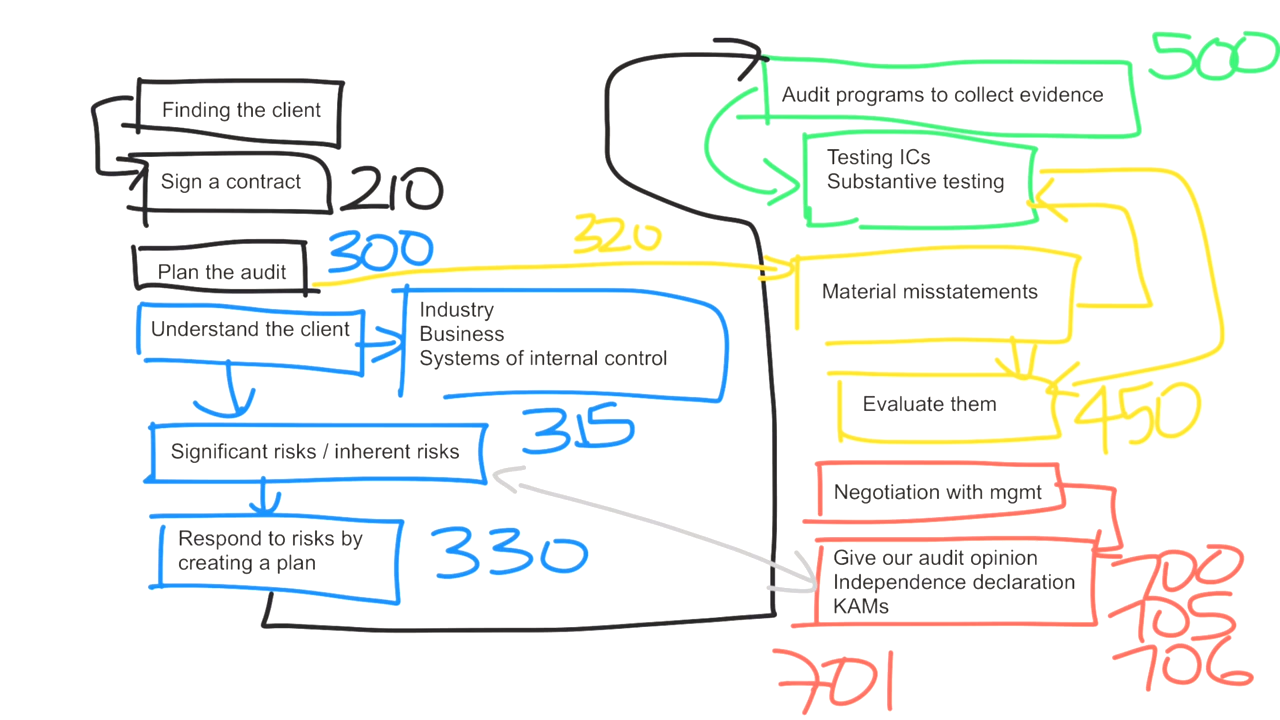 Finding the client
Sign a contract
210
Plan the audit
300
Understand the client
Industry
Business
Systems of internal control
315
Significant risks / inherent risks
Respond to risks by
creating a plan
330
500
Audit programs to collect evidence
Testing ICs
Substantive testing
320
Material misstatements
Evaluate them
450
Negotiation with mgmt
Give our audit opinion
Independence declaration
KAMs
700
705
706
701